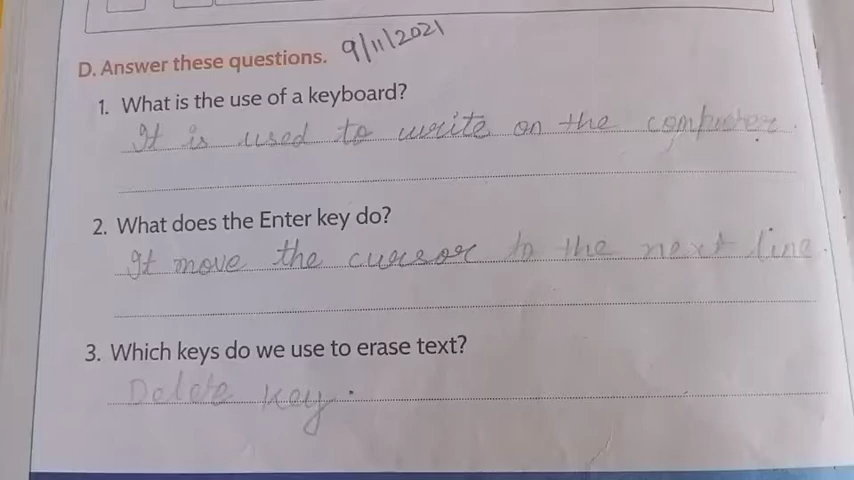 D. Answer these questions. 9/11/2021
1. What is the use of a keyboard?
It is used to write on the computer.
2. What does the Enter key do?
It move the cursor to the next line.
3. Which keys do we use to erase text?
Delete key.